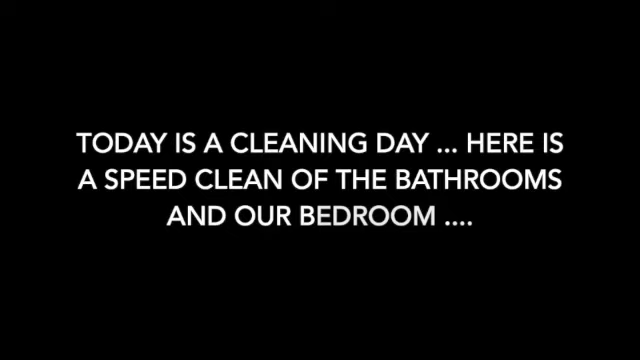 TODAY IS A CLEANING DAY ... HERE IS
A SPEED CLEAN OF THE BATHROOMS
AND OUR BEDROOM ....